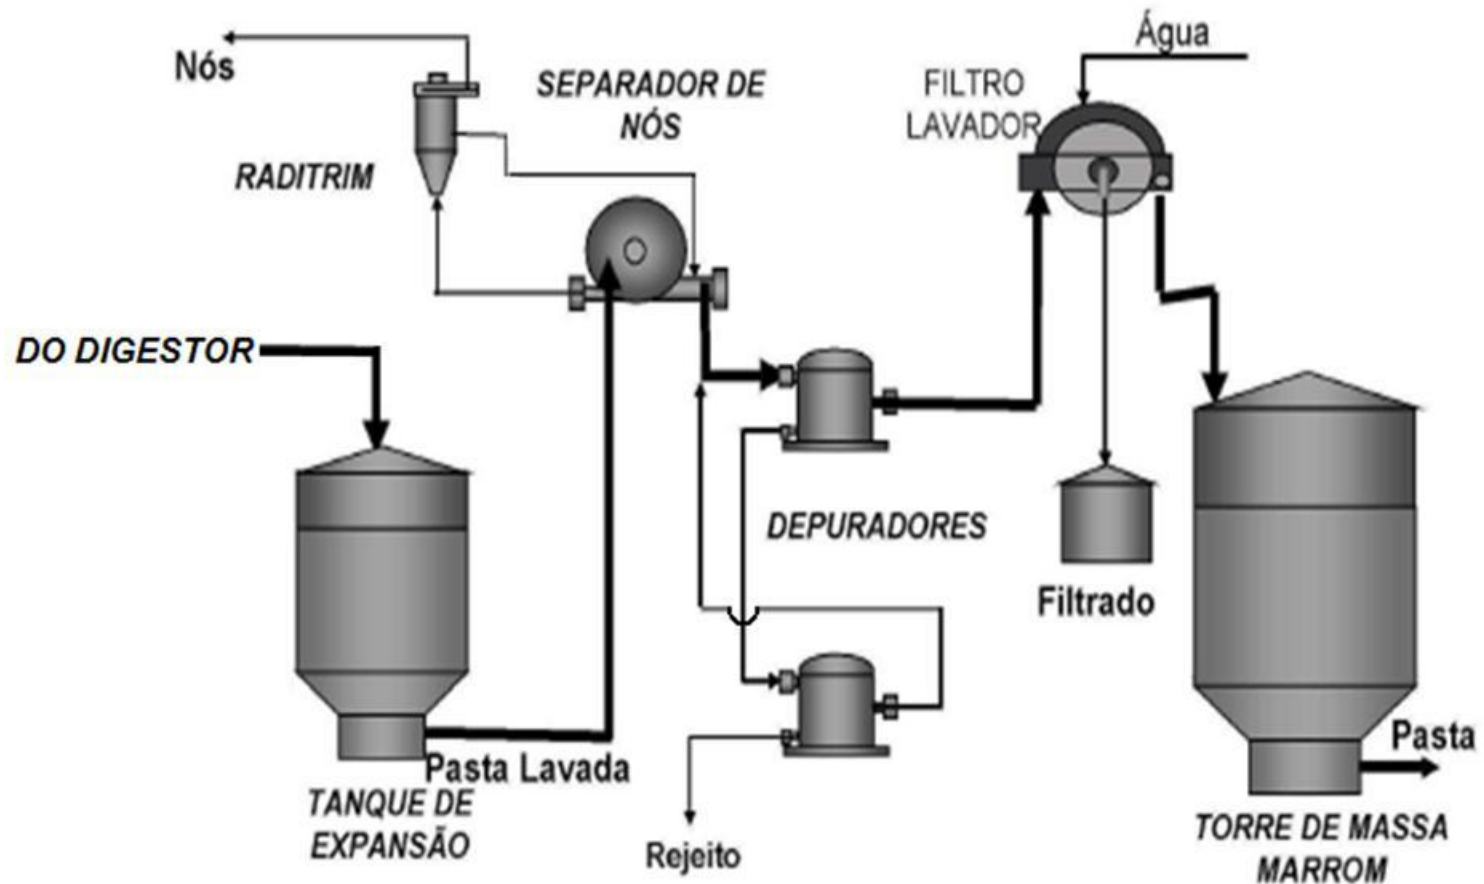 Água
Nós
SEPARADOR DE
NÓS
FILTRO
LAVADOR
RADITRIM
DO DIGESTOR
DEPURADORES
Filtrado
Pasta Lavada
TANQUE DE
EXPANSÃO
Rejeito
Pasta
TORRE DE MASSA
MARROM